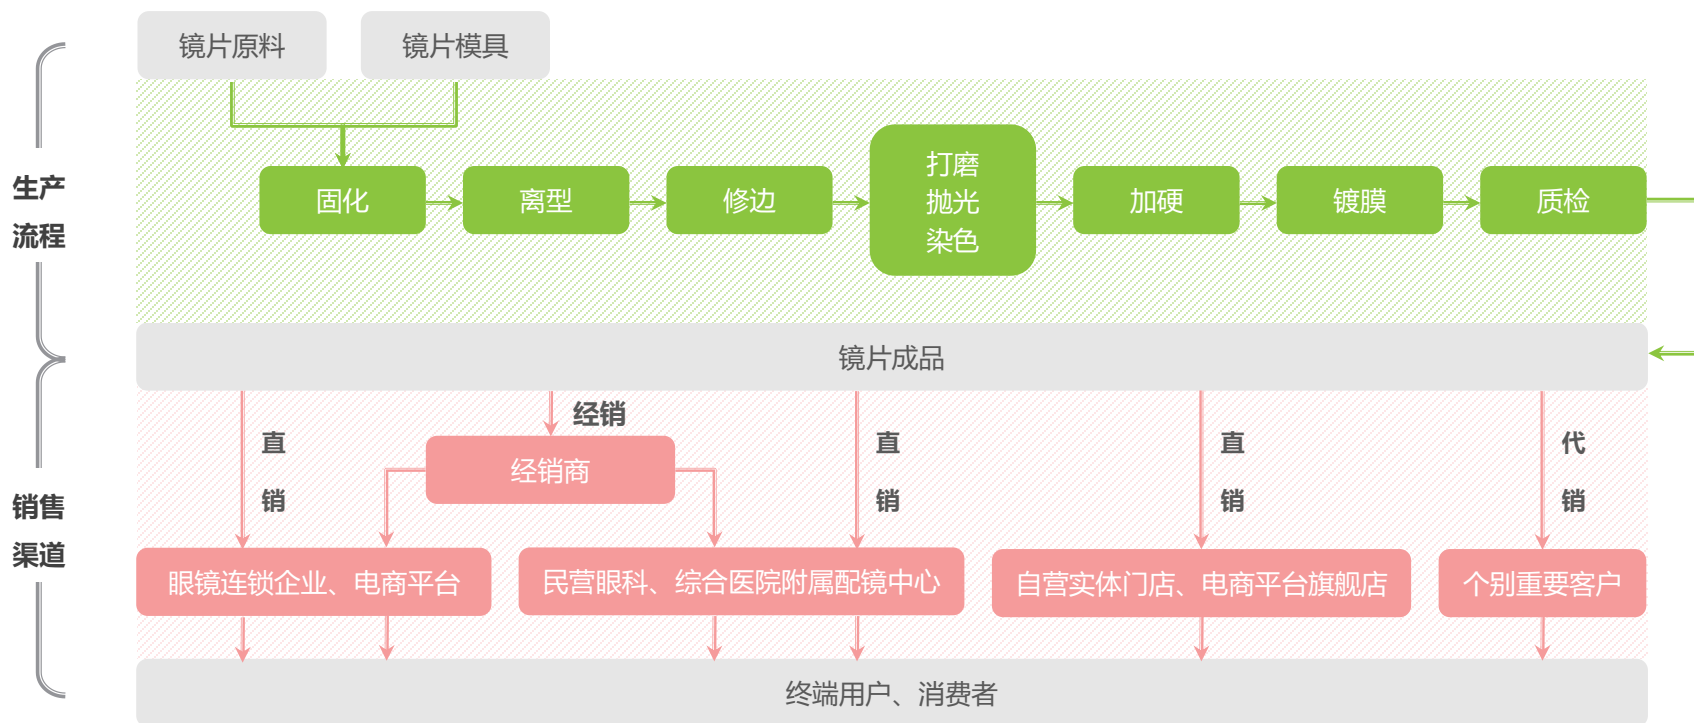 镜片原料
镜片模具
生产
流程
固化
离型
修边
打磨
抛光
染色
加硬
镀膜
质检
镜片成品
直
销
经销
经销商
直
销
直
销
代
销
销售
渠道
眼镜连锁企业、电商平台
民营眼科、综合医院附属配镜中心
自营实体门店、电商平台旗舰店
个别重要客户
终端用户、消费者